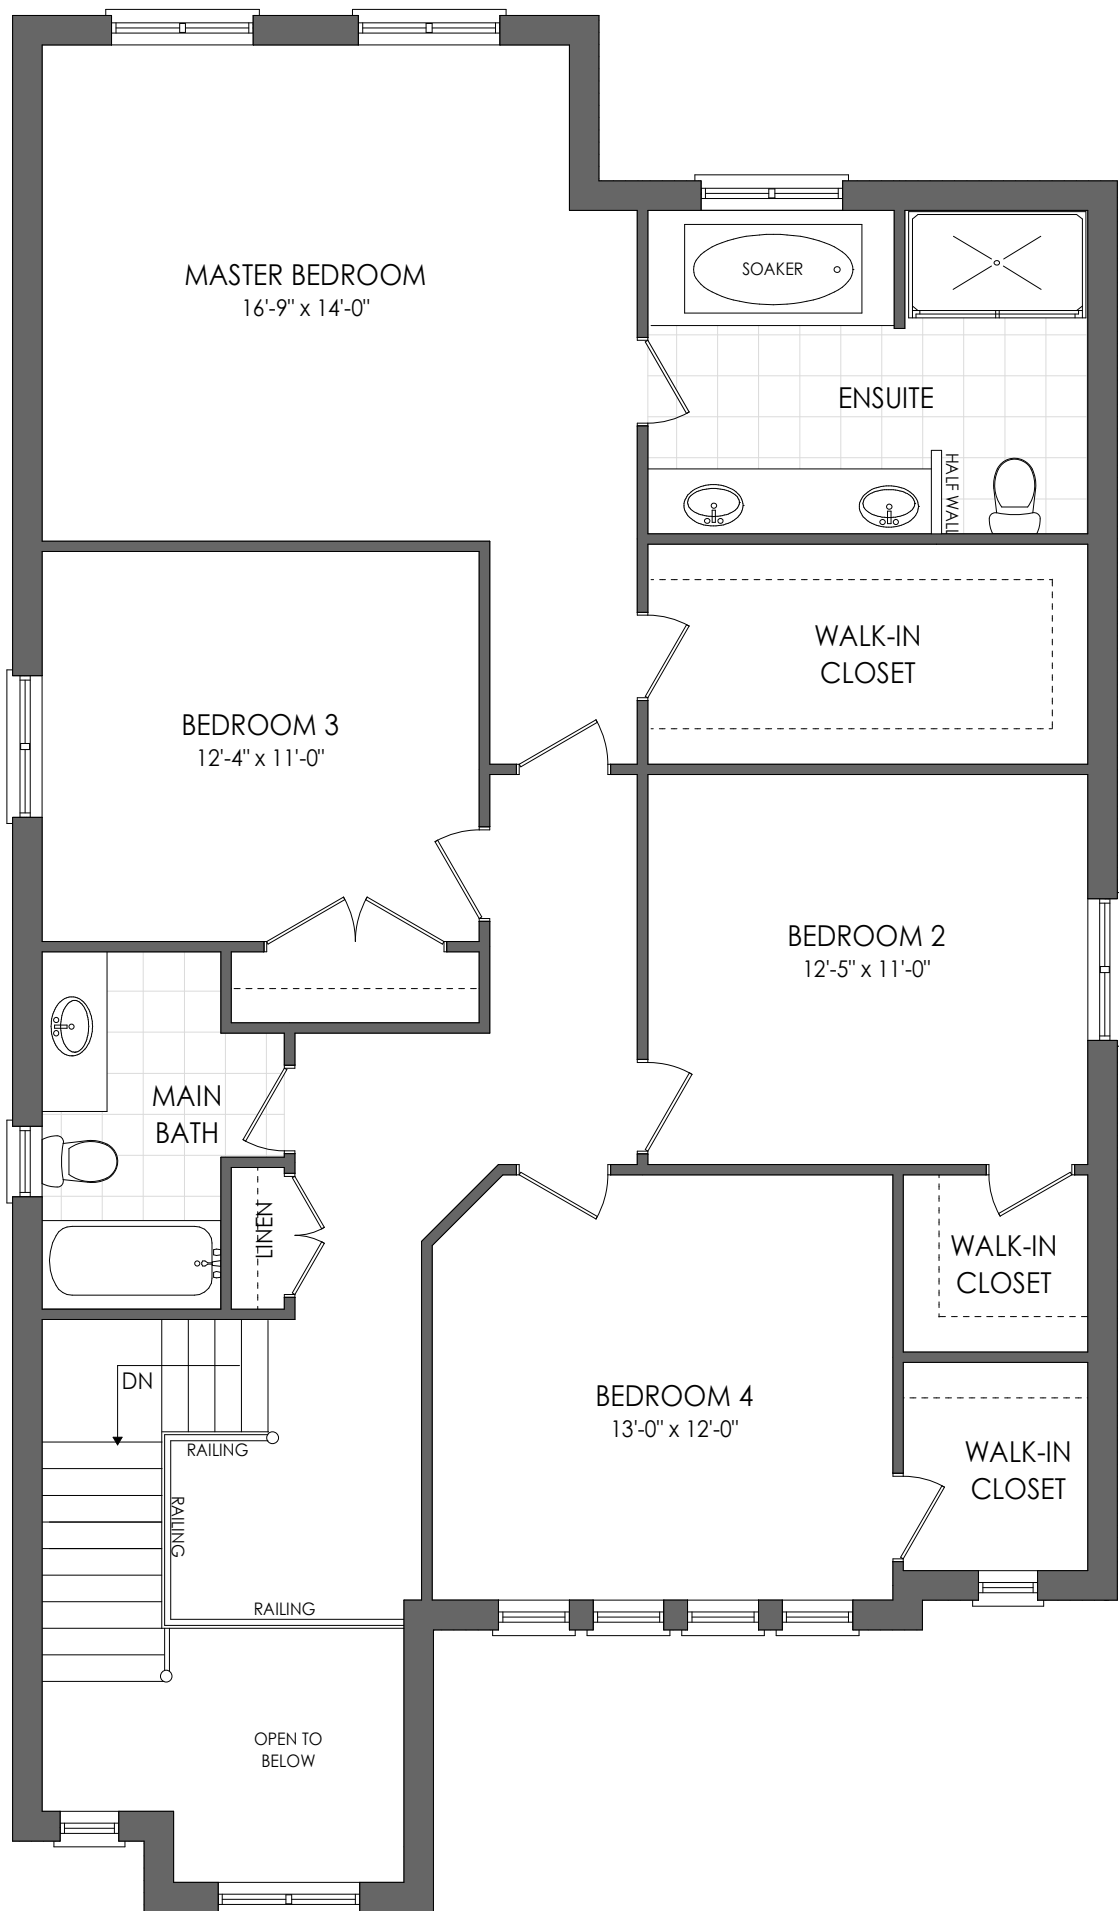 MASTER BEDROOM
16'-9" x 14'-0"
SOAKER
ENSUITE
HALF WALL
WALK-IN
CLOSET
BEDROOM 3
12'-4" x 11'-0"
BEDROOM 2
12'-5" x 11'-0"
MAIN
BATH
LINEN
WALK-IN
CLOSET
DN
BEDROOM 4
13'-0" x 12'-0"
RAILING
WALK-IN
CLOSET
RAILING
RAILING
OPEN TO
BELOW